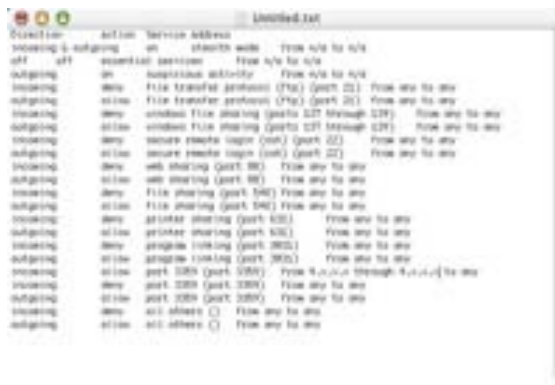 Untitled.txt
Direction action Service Address
incoming & outgoing on stealth mode from n/a to n/a
off off essential services from n/a to n/a
outgoing on suspicious activity from n/a to n/a
incoming deny file transfer protocol (ftp) (port 21) from any to any
outgoing allow file transfer protocol (ftp) (port 21) from any to any
incoming deny windows file sharing (ports 137 through 139) from any to any
outgoing allow windows file sharing (ports 137 through 139) from any to any
incoming deny secure remote login (ssh) (port 22) from any to any
outgoing allow secure remote login (ssh) (port 22) from any to any
incoming deny web sharing (port 80) from any to any
outgoing allow web sharing (port 80) from any to any
incoming deny file sharing (port 548) from any to any
outgoing allow file sharing (port 548) from any to any
incoming deny printer sharing (port 631) from any to any
outgoing allow printer sharing (port 631) from any to any
incoming deny program linking (port 3031) from any to any
outgoing allow program linking (port 3031) from any to any
incoming allow port 3389 (port 3389) from through to any
incoming deny port 3389 (port 3389) from any to any
outgoing allow port 3389 (port 3389) from any to any
incoming deny all others () from any to any
outgoing allow all others () from any to any